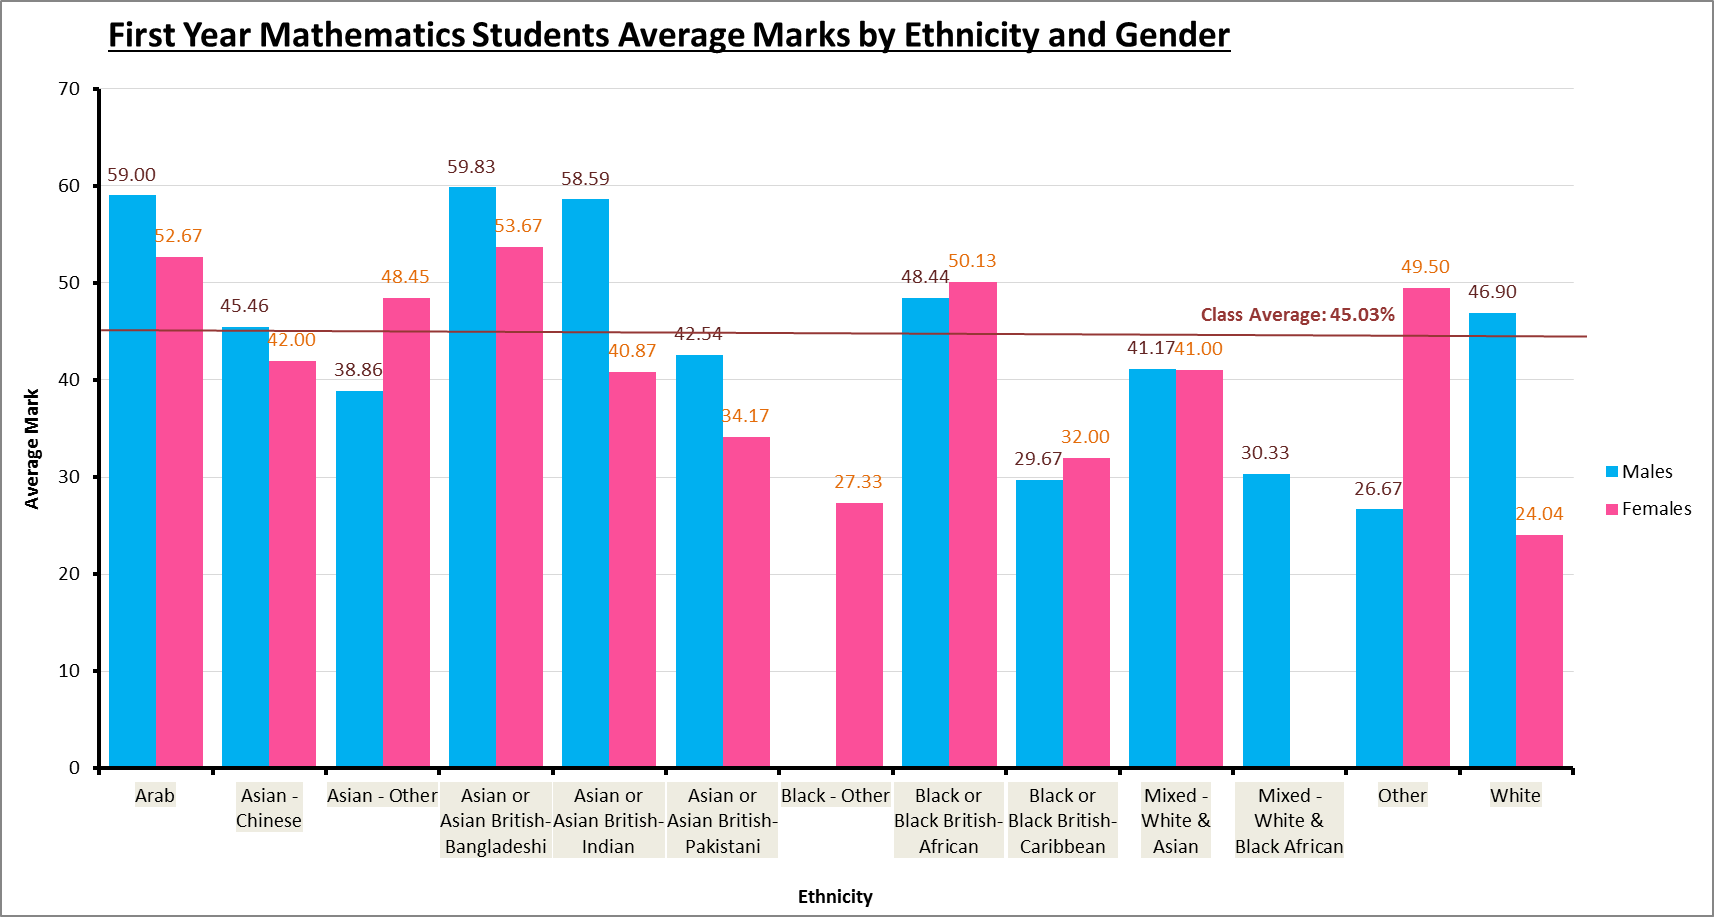 First Year Mathematics Students Average Marks by Ethnicity and Gender
70
60
50
40
30
20
10
0
Average Mark
59.00
52.67
45.46
42.00
38.86
48.45
59.83
53.67
58.59
40.87
42.54
34.17
27.33
48.44
50.13
29.67
32.00
41.17
41.00
30.33
26.67
49.50
46.90
24.04
Class Average: 45.03%
Males
Females
Arab
Asian -
Chinese
Asian - Other
Asian or
Asian British-
Bangladeshi
Asian or
Asian British-
Indian
Asian or
Asian British-
Pakistani
Black - Other
Black or
Black British-
African
Black or
Black British-
Caribbean
Mixed -
White &
Asian
Mixed -
White &
Black African
Other
White
Ethnicity